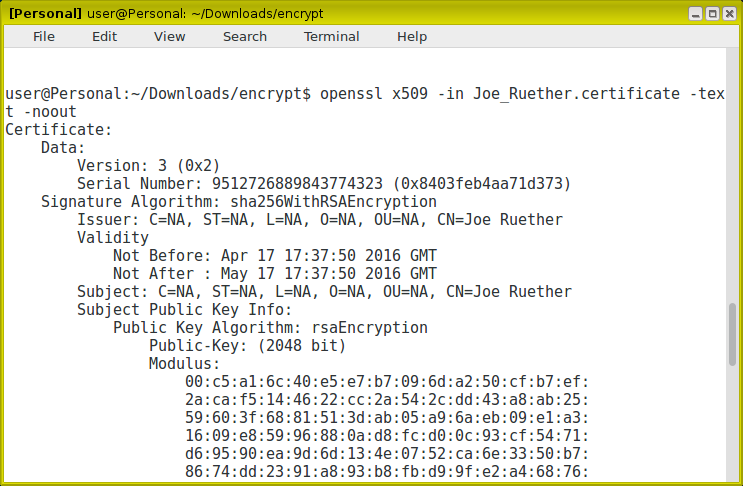 [Personal] user@Personal: ~/Downloads/encrypt
File Edit View Search Terminal Help
user@Personal:~/Downloads/encrypt$ openssl x509 -in Joe_Ruether.certificate -tex
t -noout
Certificate:
    Data:
        Version: 3 (0x2)
        Serial Number: 9512726889843774323 (0x8403feb4aa71d373)
    Signature Algorithm: sha256WithRSAEncryption
        Issuer: C=NA, ST=NA, L=NA, O=NA, OU=NA, CN=Joe Ruether
        Validity
            Not Before: Apr 17 17:37:50 2016 GMT
            Not After : May 17 17:37:50 2016 GMT
        Subject: C=NA, ST=NA, L=NA, O=NA, OU=NA, CN=Joe Ruether
        Subject Public Key Info:
            Public Key Algorithm: rsaEncryption
                Public-Key: (2048 bit)
                Modulus:
                    00:c5:a1:6c:40:e5:e7:b7:09:6d:a2:50:cf:b7:ef:
                    2a:ca:f5:14:46:22:cc:2a:54:2c:dd:43:a8:ab:25:
                    59:60:3f:68:81:51:3d:ab:05:a9:6a:eb:09:e1:a3:
                    16:09:e8:59:96:88:0a:d8:fc:d0:0c:93:cf:54:71:
                    d6:95:90:ea:9d:6d:13:4e:07:52:ca:6e:33:50:b7:
                    86:74:dd:23:91:a8:93:b8:fb:d9:9f:e2:a4:68:76: